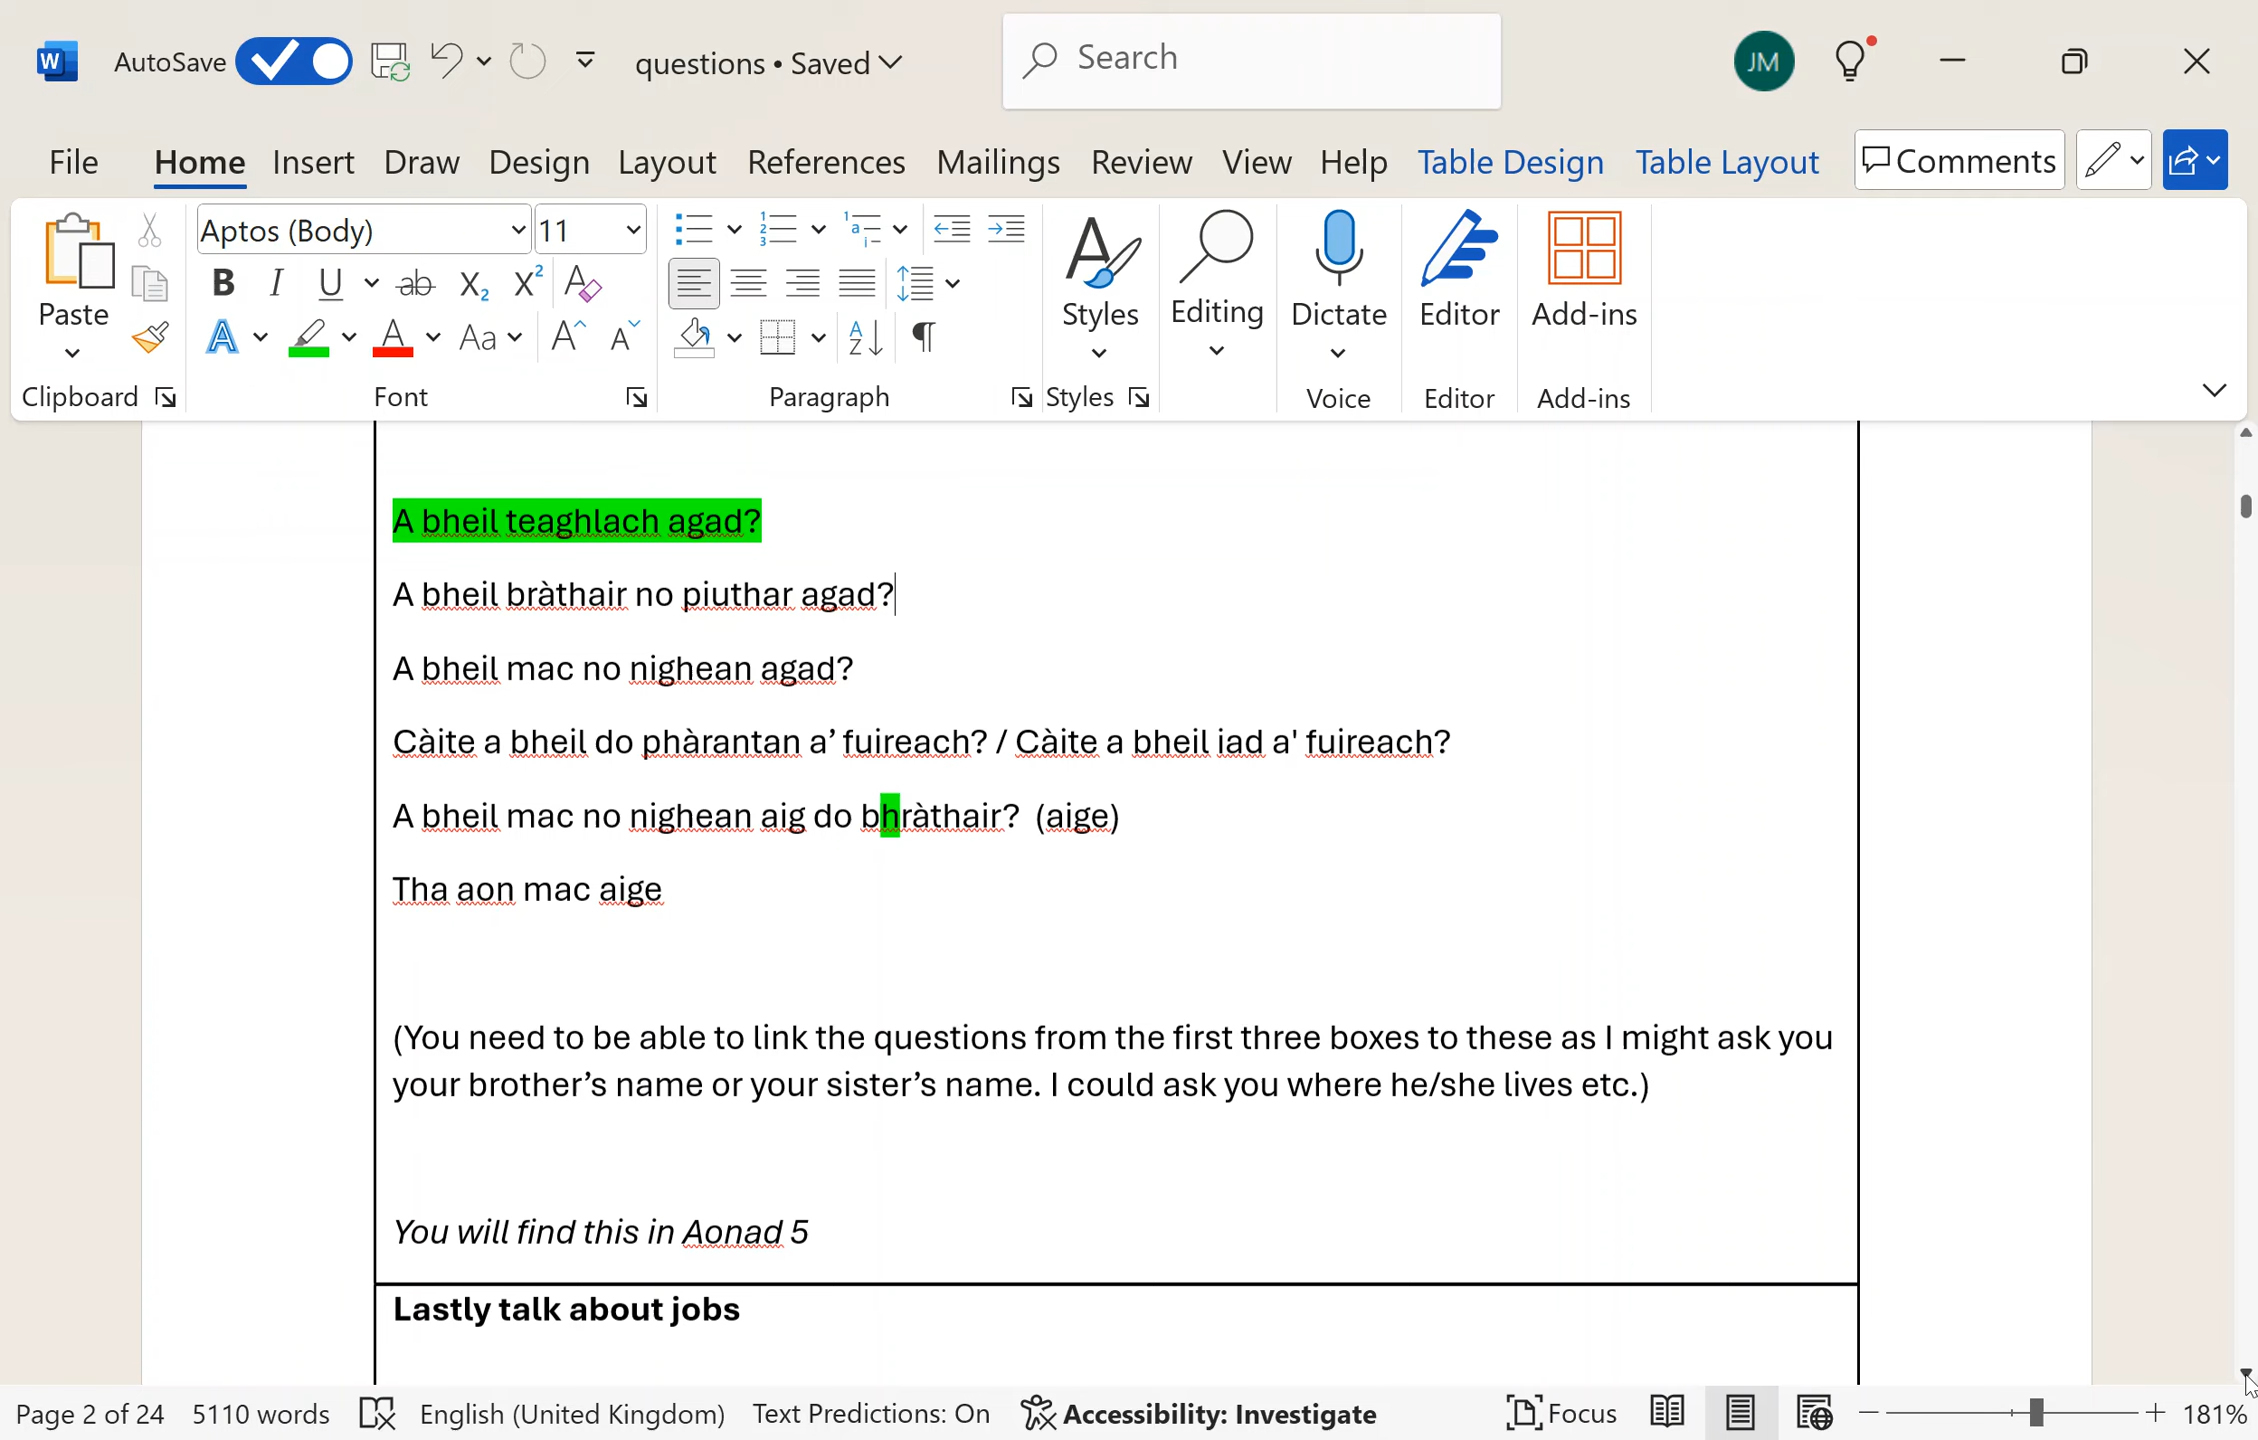 AutoSave questions • Saved Search JM
File Home Insert Draw Design Layout References Mailings Review View Help Table Design Table Layout Comments
Aptos (Body) 11
Paste Styles Editing Dictate Editor Add-ins
Clipboard Font Paragraph Styles Voice Editor Add-ins
A bheil teaghlach agad?
A bheil bràthair no piuthar agad?
A bheil mac no nighean agad?
Càite a bheil do phàrantan a’ fuireach? / Càite a bheil iad a' fuireach?
A bheil mac no nighean aig do bhràthair? (aige)
Tha aon mac aige
(You need to be able to link the questions from the first three boxes to these as I might ask you
your brother’s name or your sister’s name. I could ask you where he/she lives etc.)
You will find this in Aonad 5
Lastly talk about jobs
Page 2 of 24 5110 words English (United Kingdom) Text Predictions: On Accessibility: Investigate Focus 181%